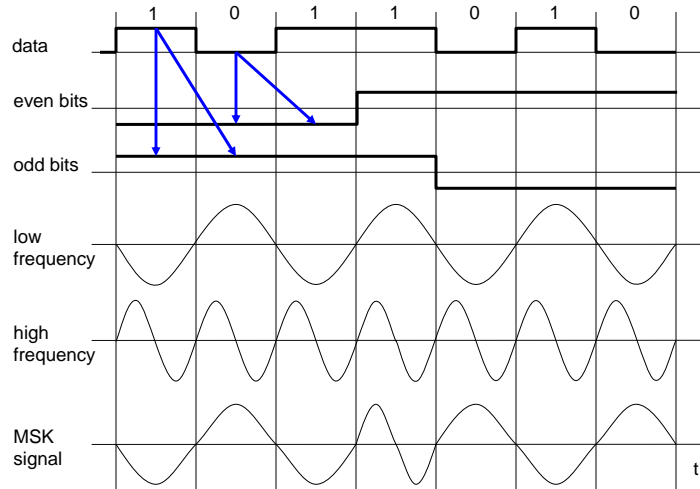 1 0 1 1 0 1 0
data
even bits
odd bits
low
frequency
high
frequency
MSK
signal
t